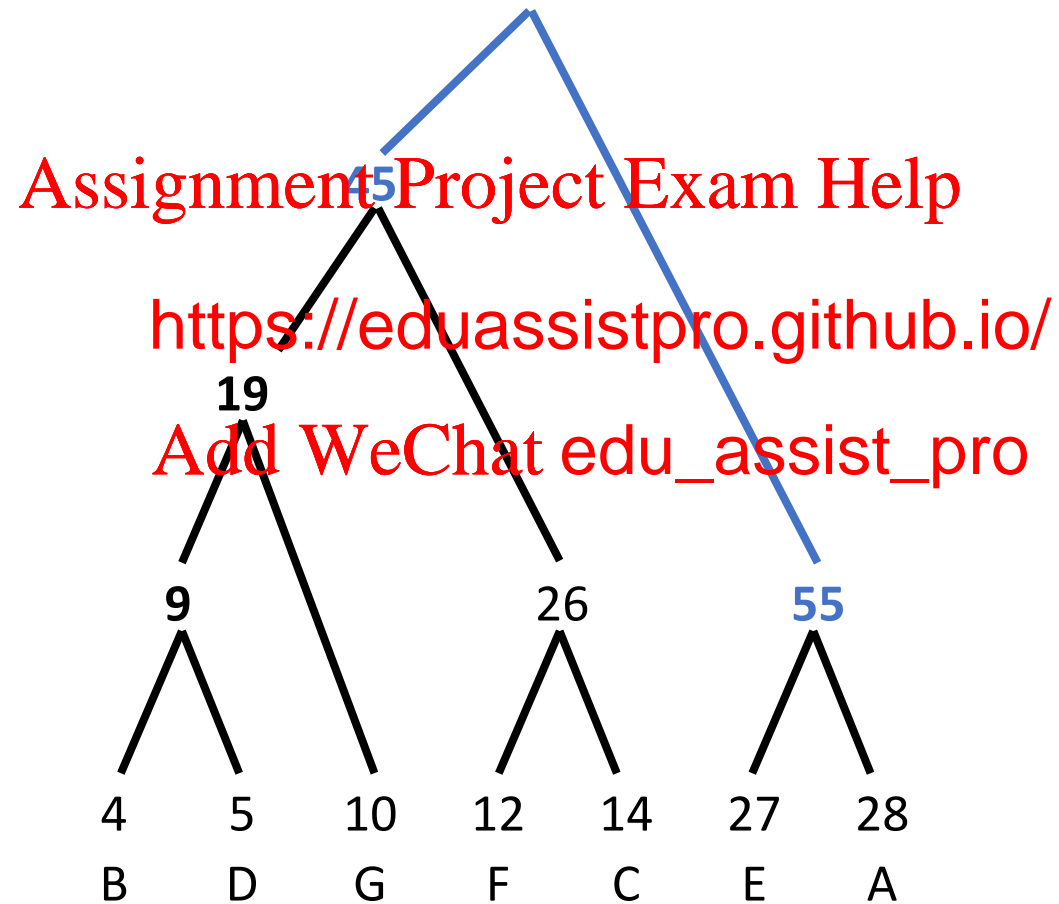 45
Assignment Project Exam Help
https://eduassistpro.github.io/
19
Add WeChat edu_assist_pro
9 26 55
4 5 10 12 14 27 28
B D G F C E A